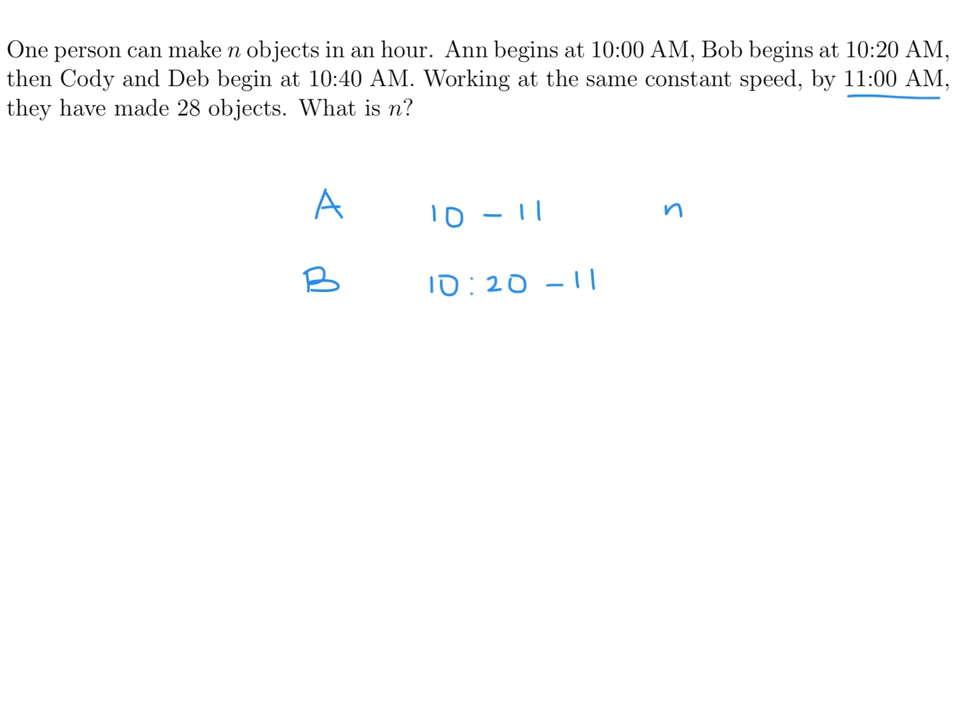 One person can make n objects in an hour. Ann begins at 10:00 AM, Bob begins at 10:20 AM,
then Cody and Deb begin at 10:40 AM. Working at the same constant speed, by 11:00 AM,
they have made 28 objects. What is n?
A 10 – 11 n
B 10:20 – 11